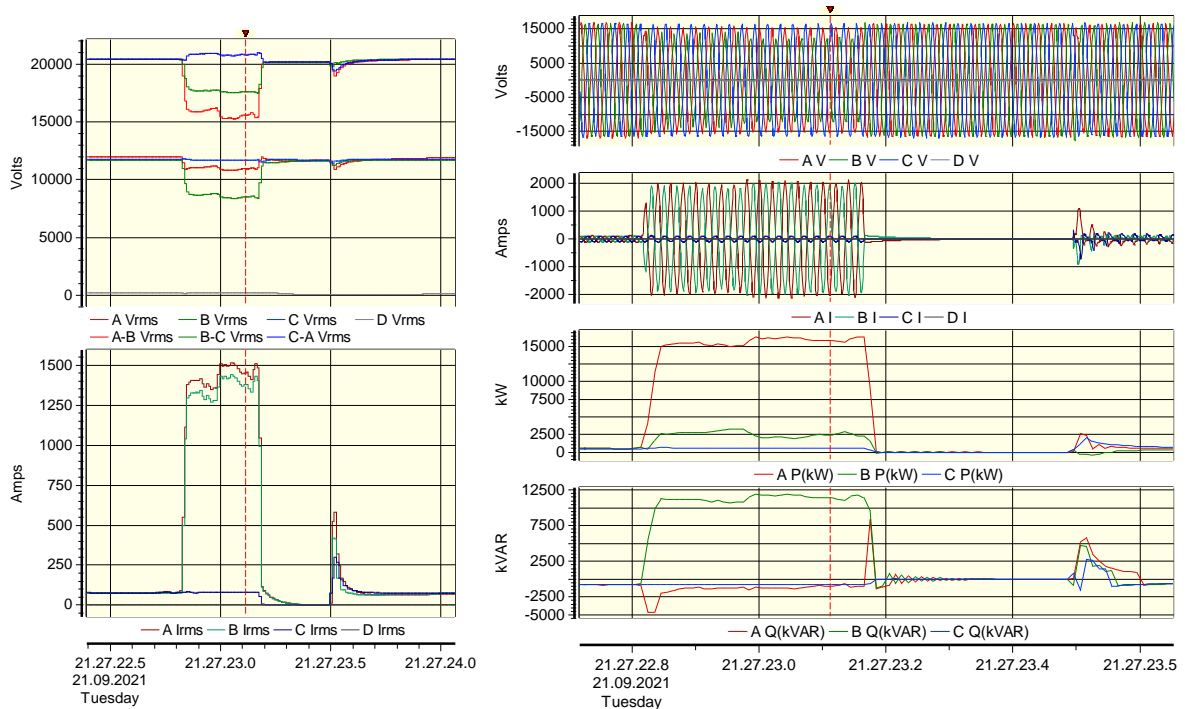 20000
15000
10000
5000
0
Volts
A Vrms B Vrms C Vrms D Vrms
A-B Vrms B-C Vrms C-A Vrms
1500
1250
1000
750
500
250
0
Amps
A Irms B Irms C Irms D Irms
21.27.22.5 21.27.23.0 21.27.23.5 21.27.24.0
21.09.2021
Tuesday
15000
5000
-5000
-15000
Volts
A V B V C V D V
2000
1000
0
-1000
-2000
Amps
A I B I C I D I
15000
10000
7500
2500
0
kW
A P(kW) B P(kW) C P(kW)
12500
7500
2500
-2500
-5000
kVAR
A Q(kVAR) B Q(kVAR) C Q(kVAR)
21.27.22.8 21.27.23.0 21.27.23.2 21.27.23.4 21.27.23.5
21.09.2021
Tuesday